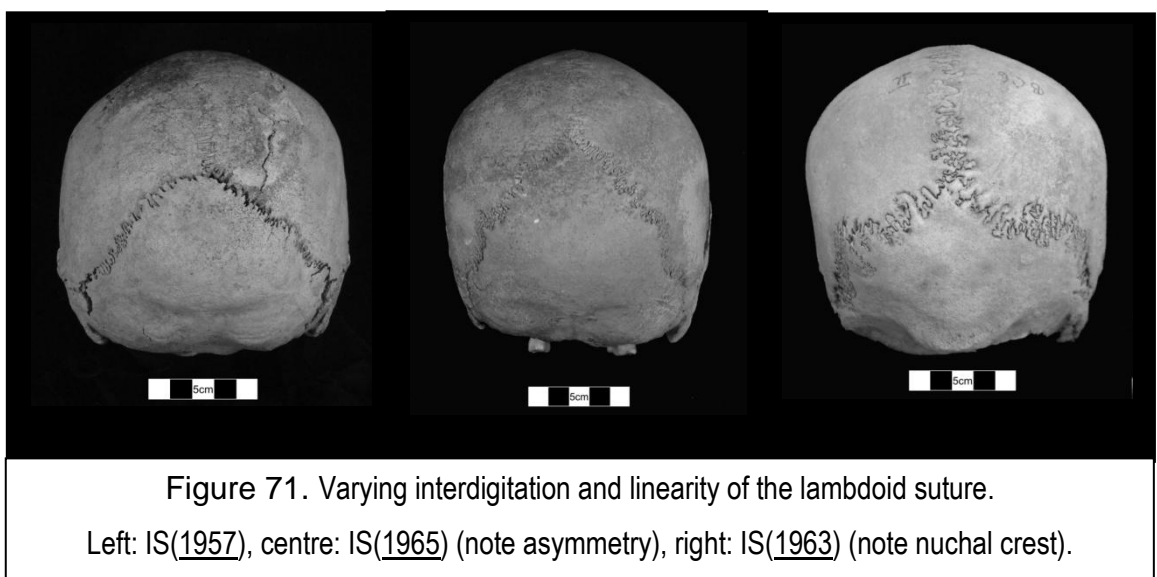 5cm
5cm
5cm
Figure 71. Varying interdigitation and linearity of the lambdoid suture.
Left: IS(1957), centre: IS(1965) (note asymmetry), right: IS(1963) (note nuchal crest).